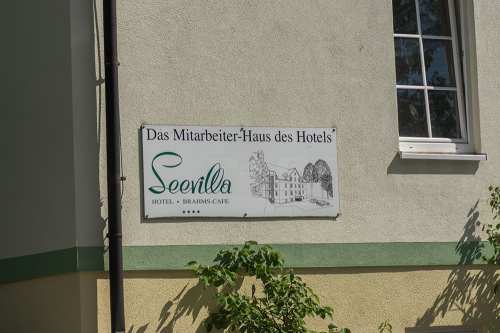 Das Mitarbeiter-Haus des Hotels
Seevilla
HOTEL • BRAHMS-CAFE
★★★★